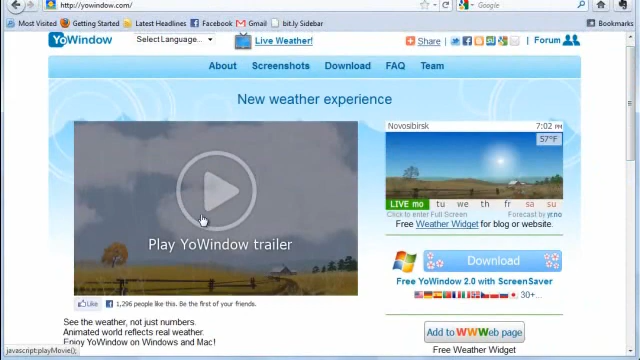 http://yowindow.com/
Google
Most Visited Getting Started Latest Headlines Facebook Gmail bit.ly Sidebar Bookmarks
YoWindow Select Language... Live Weather! Share Forum
About Screenshots Download FAQ Team
New weather experience
Novosibirsk 7:02 PM
57°F
Play YoWindow trailer
LIVE mo tu we th fr sa su
Click to enter Full Screen Forecast by yr.no
Free Weather Widget for blog or website.
Download
Free YoWindow 2.0 with ScreenSaver
30+...
Like 1,296 people like this. Be the first of your friends.
See the weather, not just numbers.
Animated world reflects real weather.
Enjoy YoWindow on Windows and Mac!
Add to WWWeb page
Free Weather Widget
javascript:playMovie();